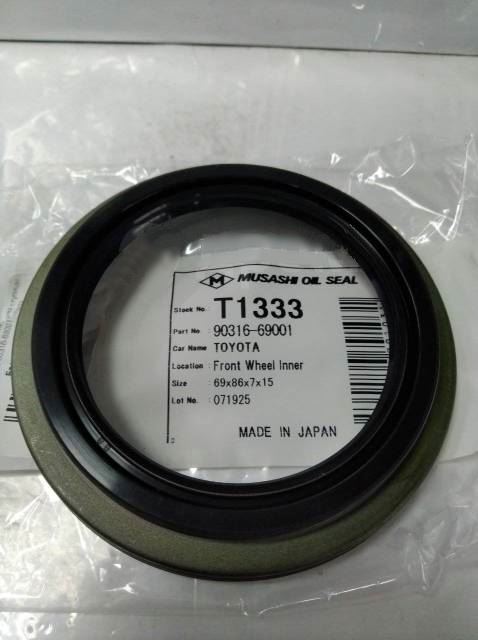 M MUSASHI OIL SEAL
Stock No. T1333
Part No. 90316-69001
Car Name TOYOTA
Location : Front Wheel Inner
Size 69x86x7x15
Lot No. 071925
MADE IN JAPAN